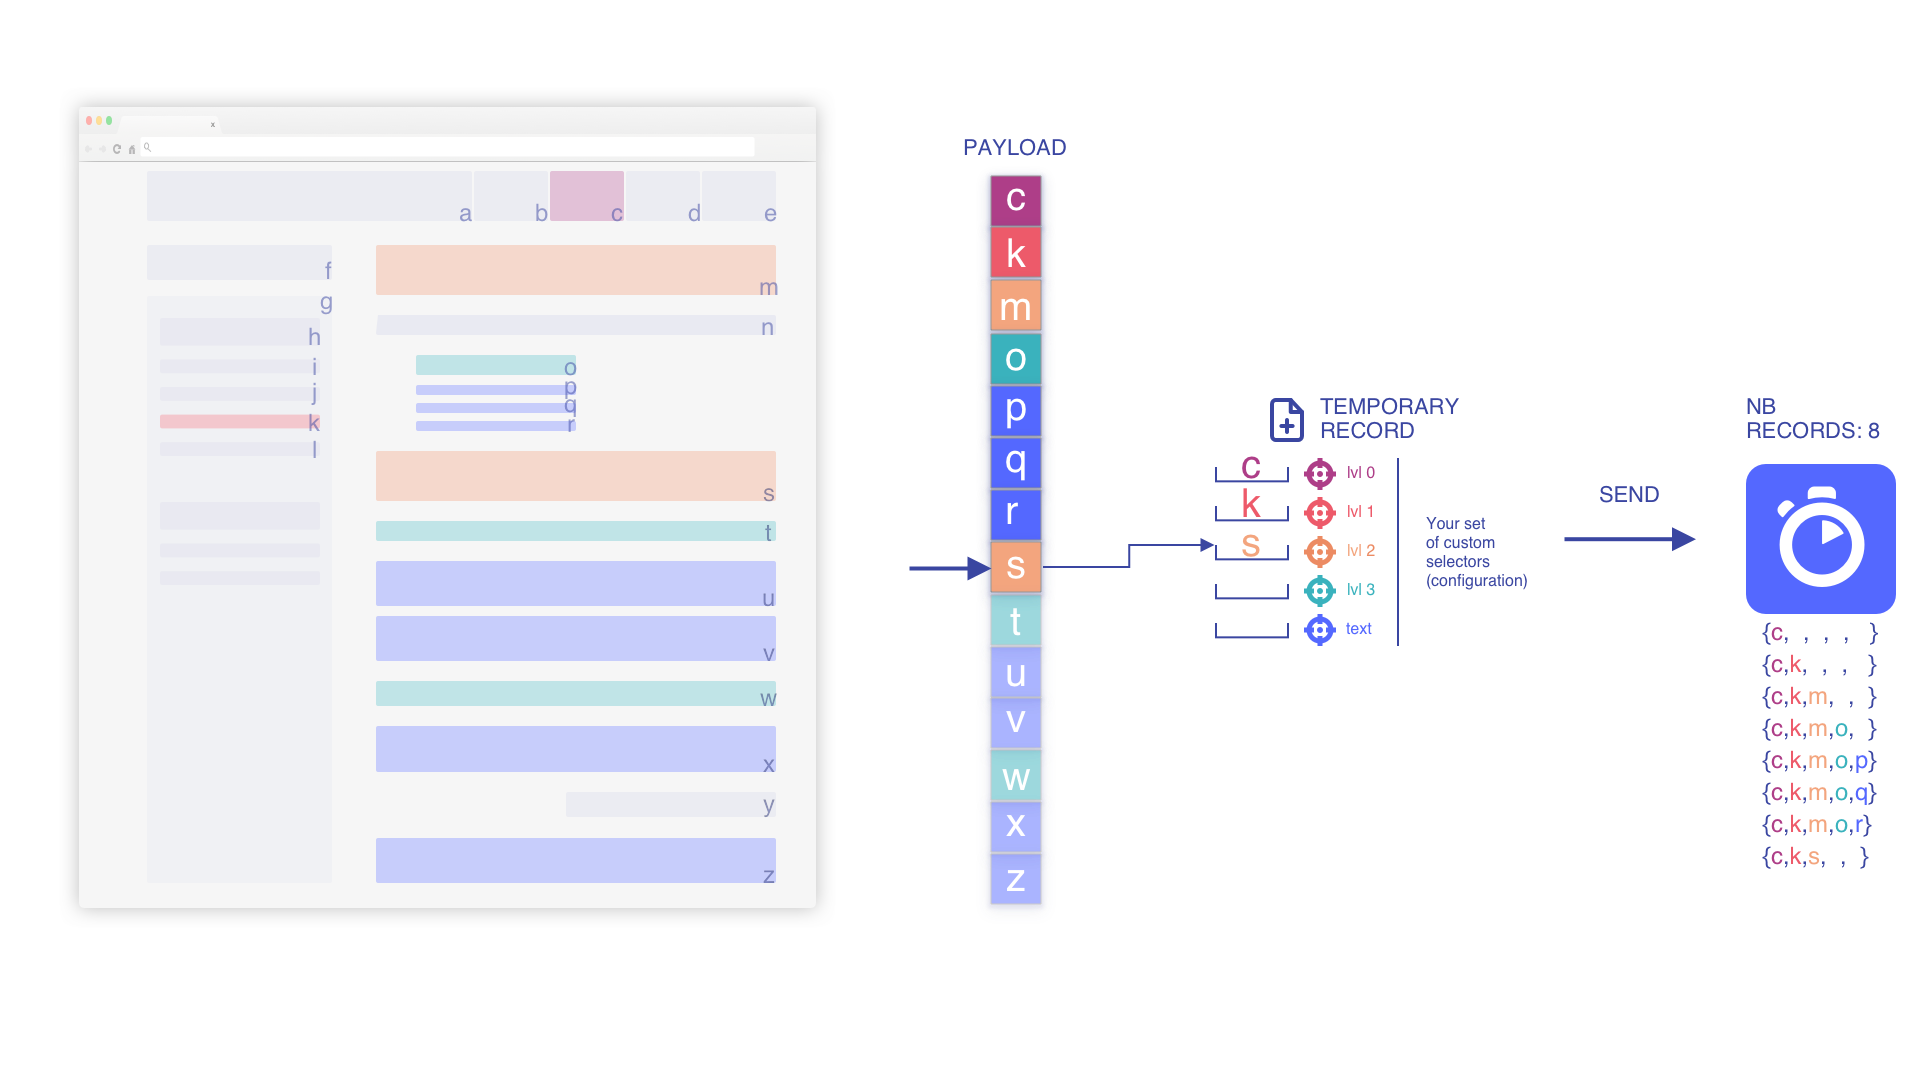 x
a
b
c
d
e
f
g
h
i
j
k
l
m
n
o
p
q
r
s
t
u
v
w
x
y
z
PAYLOAD
c
k
m
o
p
q
r
s
t
u
v
w
x
z
TEMPORARY
RECORD
c lvl 0
k lvl 1
s lvl 2
lvl 3
text
Your set
of custom
selectors
(configuration)
SEND
NB
RECORDS: 8
{c, , , , }
{c,k, , , }
{c,k,m, , }
{c,k,m,o, }
{c,k,m,o,p}
{c,k,m,o,q}
{c,k,m,o,r}
{c,k,s, , }